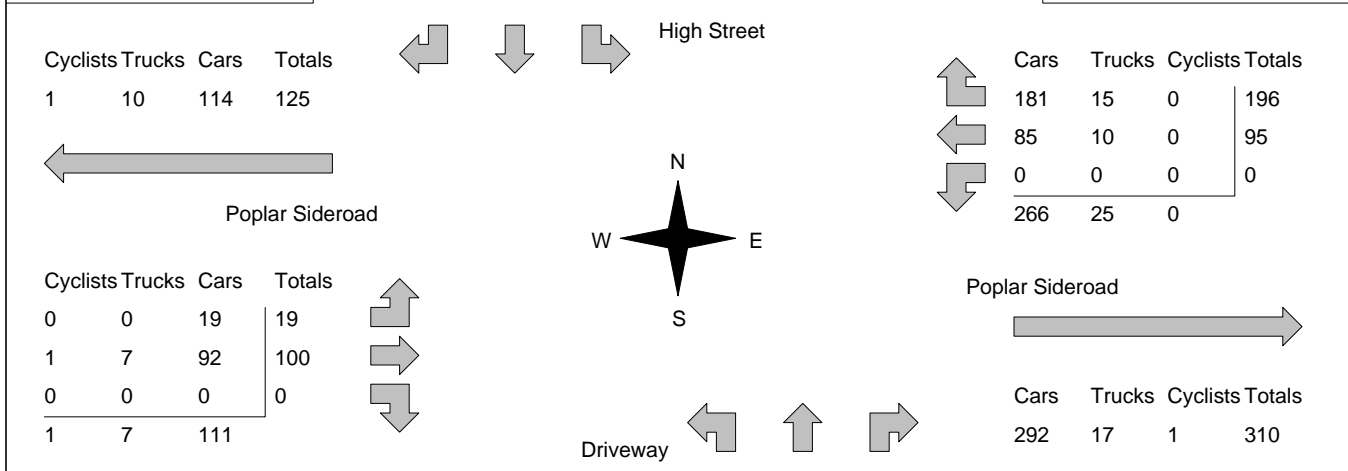 High Street
Cyclists Trucks Cars Totals
1 10 114 125
Poplar Sideroad
Cyclists Trucks Cars Totals
0 0 19 19
1 7 92 100
0 0 0 0
1 7 111
N
W E
S
Driveway
Cars Trucks Cyclists Totals
181 15 0 196
85 10 0 95
0 0 0 0
266 25 0
Poplar Sideroad
Cars Trucks Cyclists Totals
292 17 1 310